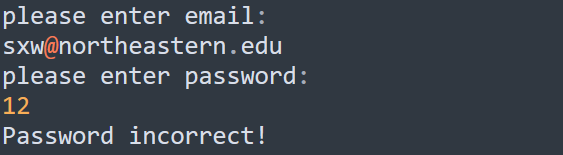 please enter email:
sxw@northeastern.edu
please enter password:
12
Password incorrect!